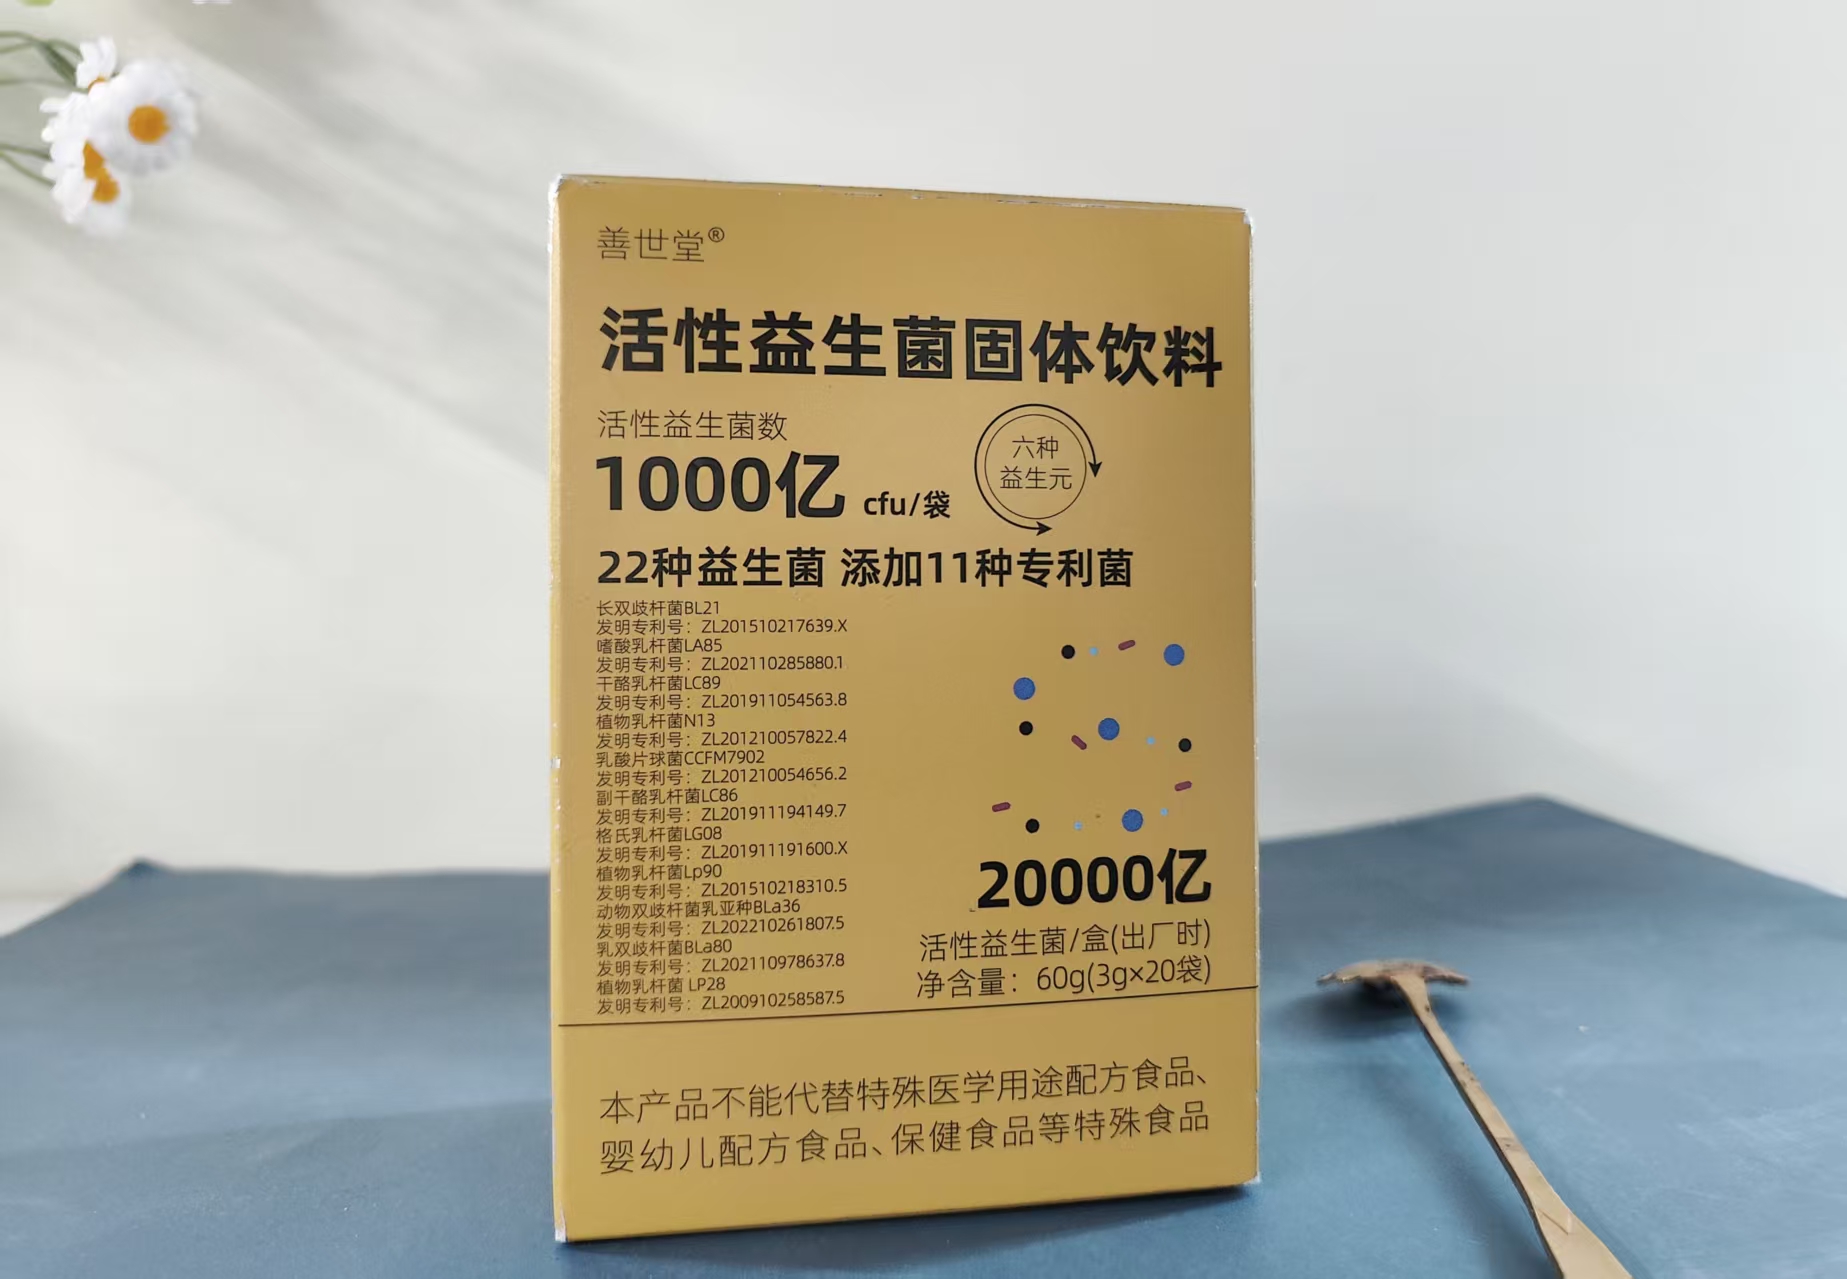 善世堂®
活性益生菌固体饮料
活性益生菌数
1000亿 cfu/袋
六种
益生元
22种益生菌 添加11种专利菌
长双歧杆菌BL21
发明专利号：ZL201510217639.X
嗜酸乳杆菌LA85
发明专利号：ZL202110285880.1
干酪乳杆菌LC89
发明专利号：ZL201911054563.8
植物乳杆菌N13
发明专利号：ZL201210057822.4
乳酸片球菌CCFM7902
发明专利号：ZL201210054656.2
副干酪乳杆菌LC86
发明专利号：ZL201911194149.7
格氏乳杆菌LG08
发明专利号：ZL201911191600.X
植物乳杆菌Lp90
发明专利号：ZL201510218310.5
动物双歧杆菌乳亚种BLa36
发明专利号：ZL202210261807.5
乳双歧杆菌BLa80
发明专利号：ZL202110978637.8
植物乳杆菌 LP28
发明专利号：ZL200910258587.5
20000亿
活性益生菌/盒(出厂时)
净含量：60g(3g×20袋)
本产品不能代替特殊医学用途配方食品、
婴幼儿配方食品、保健食品等特殊食品